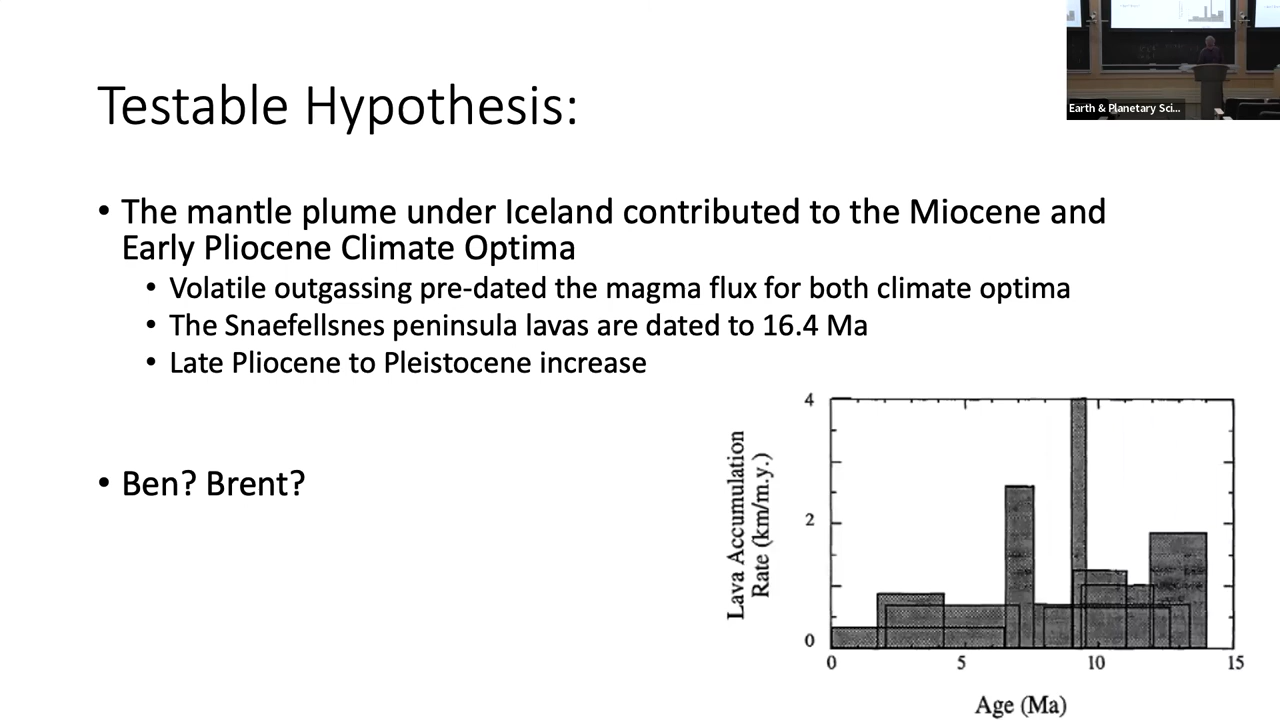 Earth & Planetary Sci...
Testable Hypothesis:
• The mantle plume under Iceland contributed to the Miocene and
Early Pliocene Climate Optima
• Volatile outgassing pre-dated the magma flux for both climate optima
• The Snaefellsnes peninsula lavas are dated to 16.4 Ma
• Late Pliocene to Pleistocene increase
• Ben? Brent?
Lava Accumulation
Rate (km/m.y.)
4
2
0
0 5 10 15
Age (Ma)